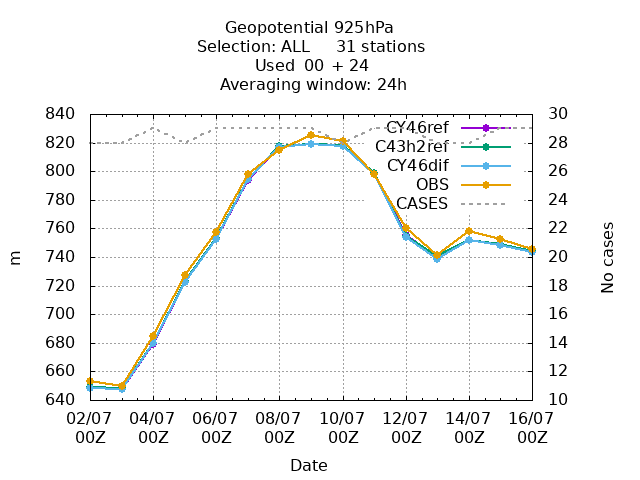 Geopotential 925hPa
Selection: ALL 31 stations
Used 00 + 24
Averaging window: 24h
840 30
CY46ref
820 C43h2ref 28
800 CY46dif 26
OBS
780 CASES 24
760 22
740 20
m
No cases
720 18
700 16
680 14
660 12
640 10
02/07 04/07 06/07 08/07 10/07 12/07 14/07 16/07
00Z 00Z 00Z 00Z 00Z 00Z 00Z 00Z
Date